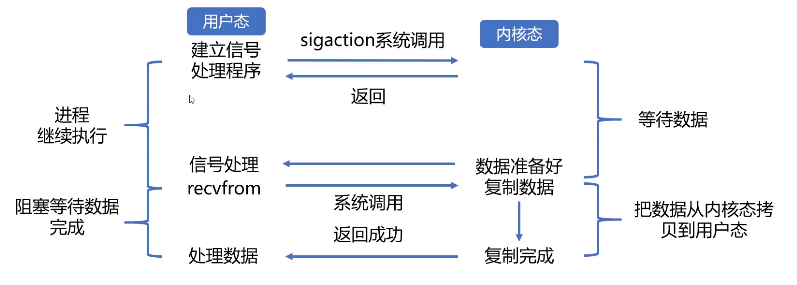 用户态
内核态
建立信号
处理程序
sigaction系统调用
返回
进程
继续执行
等待数据
信号处理
recvfrom
数据准备好
复制数据
系统调用
阻塞等待数据
完成
把数据从内核态拷
贝到用户态
返回成功
处理数据
复制完成